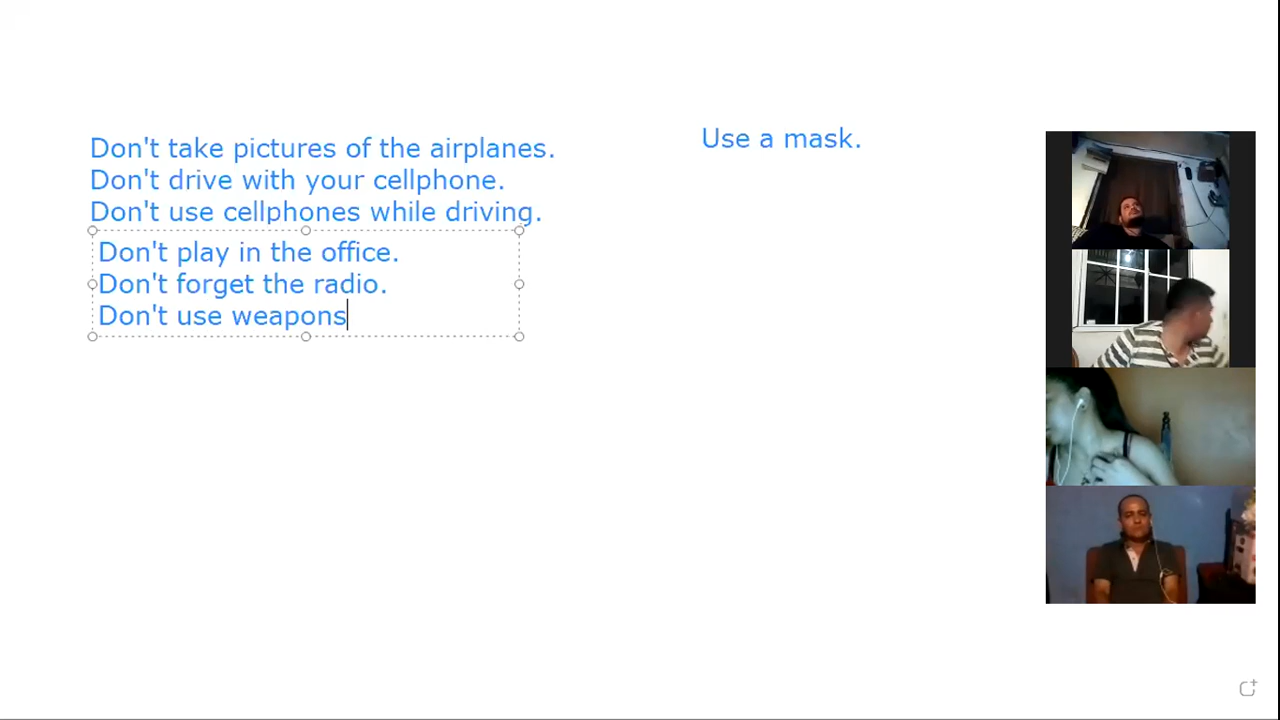 Don't take pictures of the airplanes.
Don't drive with your cellphone.
Don't use cellphones while driving.
Don't play in the office.
Don't forget the radio.
Don't use weapons
Use a mask.